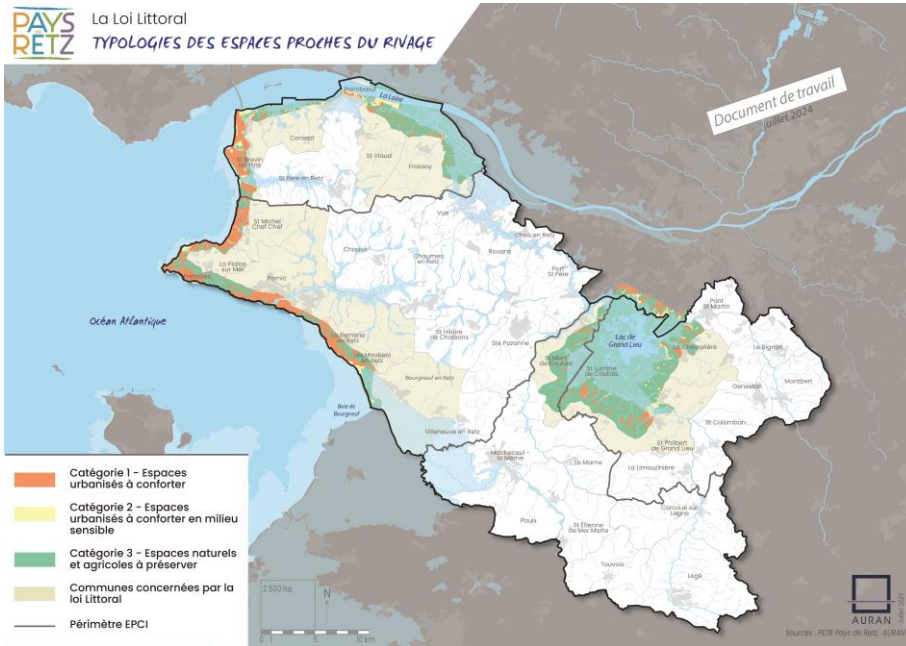 PAYS
RETZ
La Loi Littoral
TYPOLOGIES DES ESPACES PROCHES DU RIVAGE
Document de travail
juillet 2024
Paimboeuf
La Loire
Corsept
St Brevin
les Pins
St Viaud
Frossay
St Père en Retz
Vue
Cheix en Retz
St Michel
Chef Chef
Rouans
Chauvé
Chaumes
en Retz
Port
St Père
La Plaine
sur Mer
Préfailles
Pornic
Pont
St Martin
Océan Atlantique
Lac de
Grand Lieu
La Bernerie
en Retz
St Hilaire
de Chaléons
Ste Pazanne
La Chevrolière
Le Bignon
Les Moutiers
en Retz
St Mars
de Coutais
St Lumine
de Coutais
Bourgneuf en Retz
Geneston
Montbert
Baie de
Bourgneuf
Villeneuve en Retz
St Colomban
St Philbert
de Grand Lieu
Machecoul -
St Même
La Marne
La Limouzinière
Corcoué sur
Logne
Paulx
St Étienne
de Mer Morte
Touvois
Legé
Catégorie 1 - Espaces
urbanisés à conforter
Catégorie 2 - Espaces
urbanisés à conforter en milieu
sensible
Catégorie 3 - Espaces naturels
et agricoles à préserver
Communes concernées par la
loi Littoral
Périmètre EPCI
2 500 ha
N
0
5
10 km
AURAN
Juillet 2024
Sources : PETR Pays de Retz, AURAN